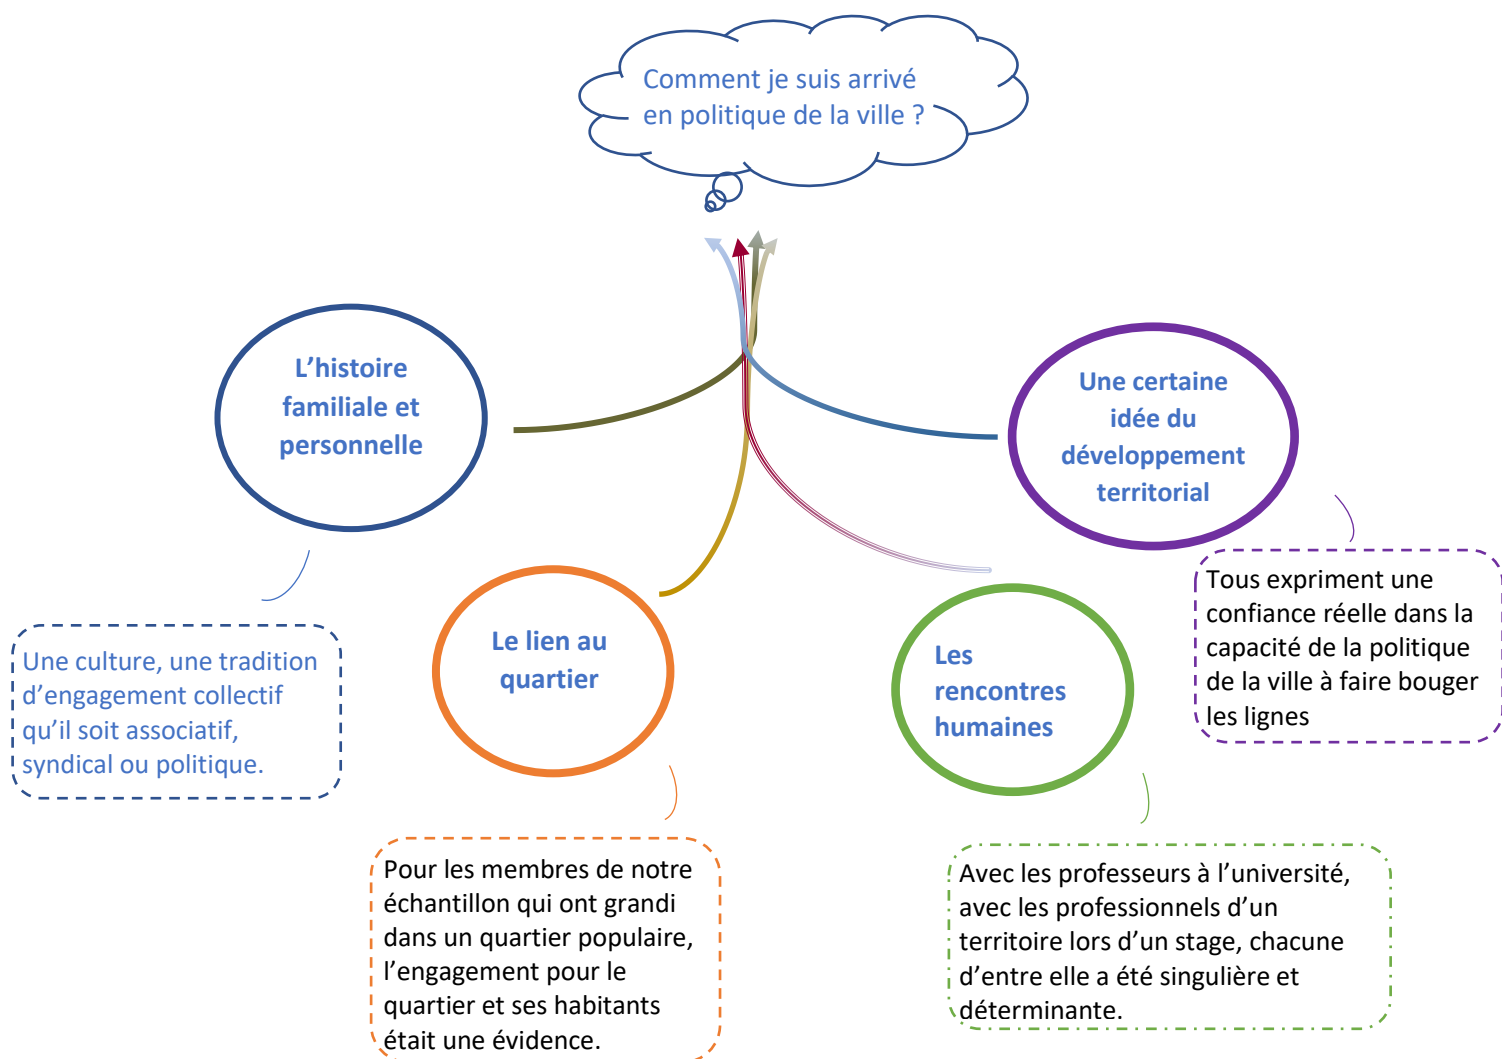 Comment je suis arrivé
en politique de la ville ?
L’histoire
familiale et
personnelle
Une certaine
idée du
développement
territorial
Le lien au
quartier
Les
rencontres
humaines
Une culture, une tradition
d’engagement collectif
qu’il soit associatif,
syndical ou politique.
Tous expriment une
confiance réelle dans la
capacité de la politique
de la ville à faire bouger
les lignes
Pour les membres de notre
échantillon qui ont grandi
dans un quartier populaire,
l’engagement pour le
quartier et ses habitants
était une évidence.
Avec les professeurs à l’université,
avec les professionnels d’un
territoire lors d’un stage, chacune
d’entre elle a été singulière et
déterminante.